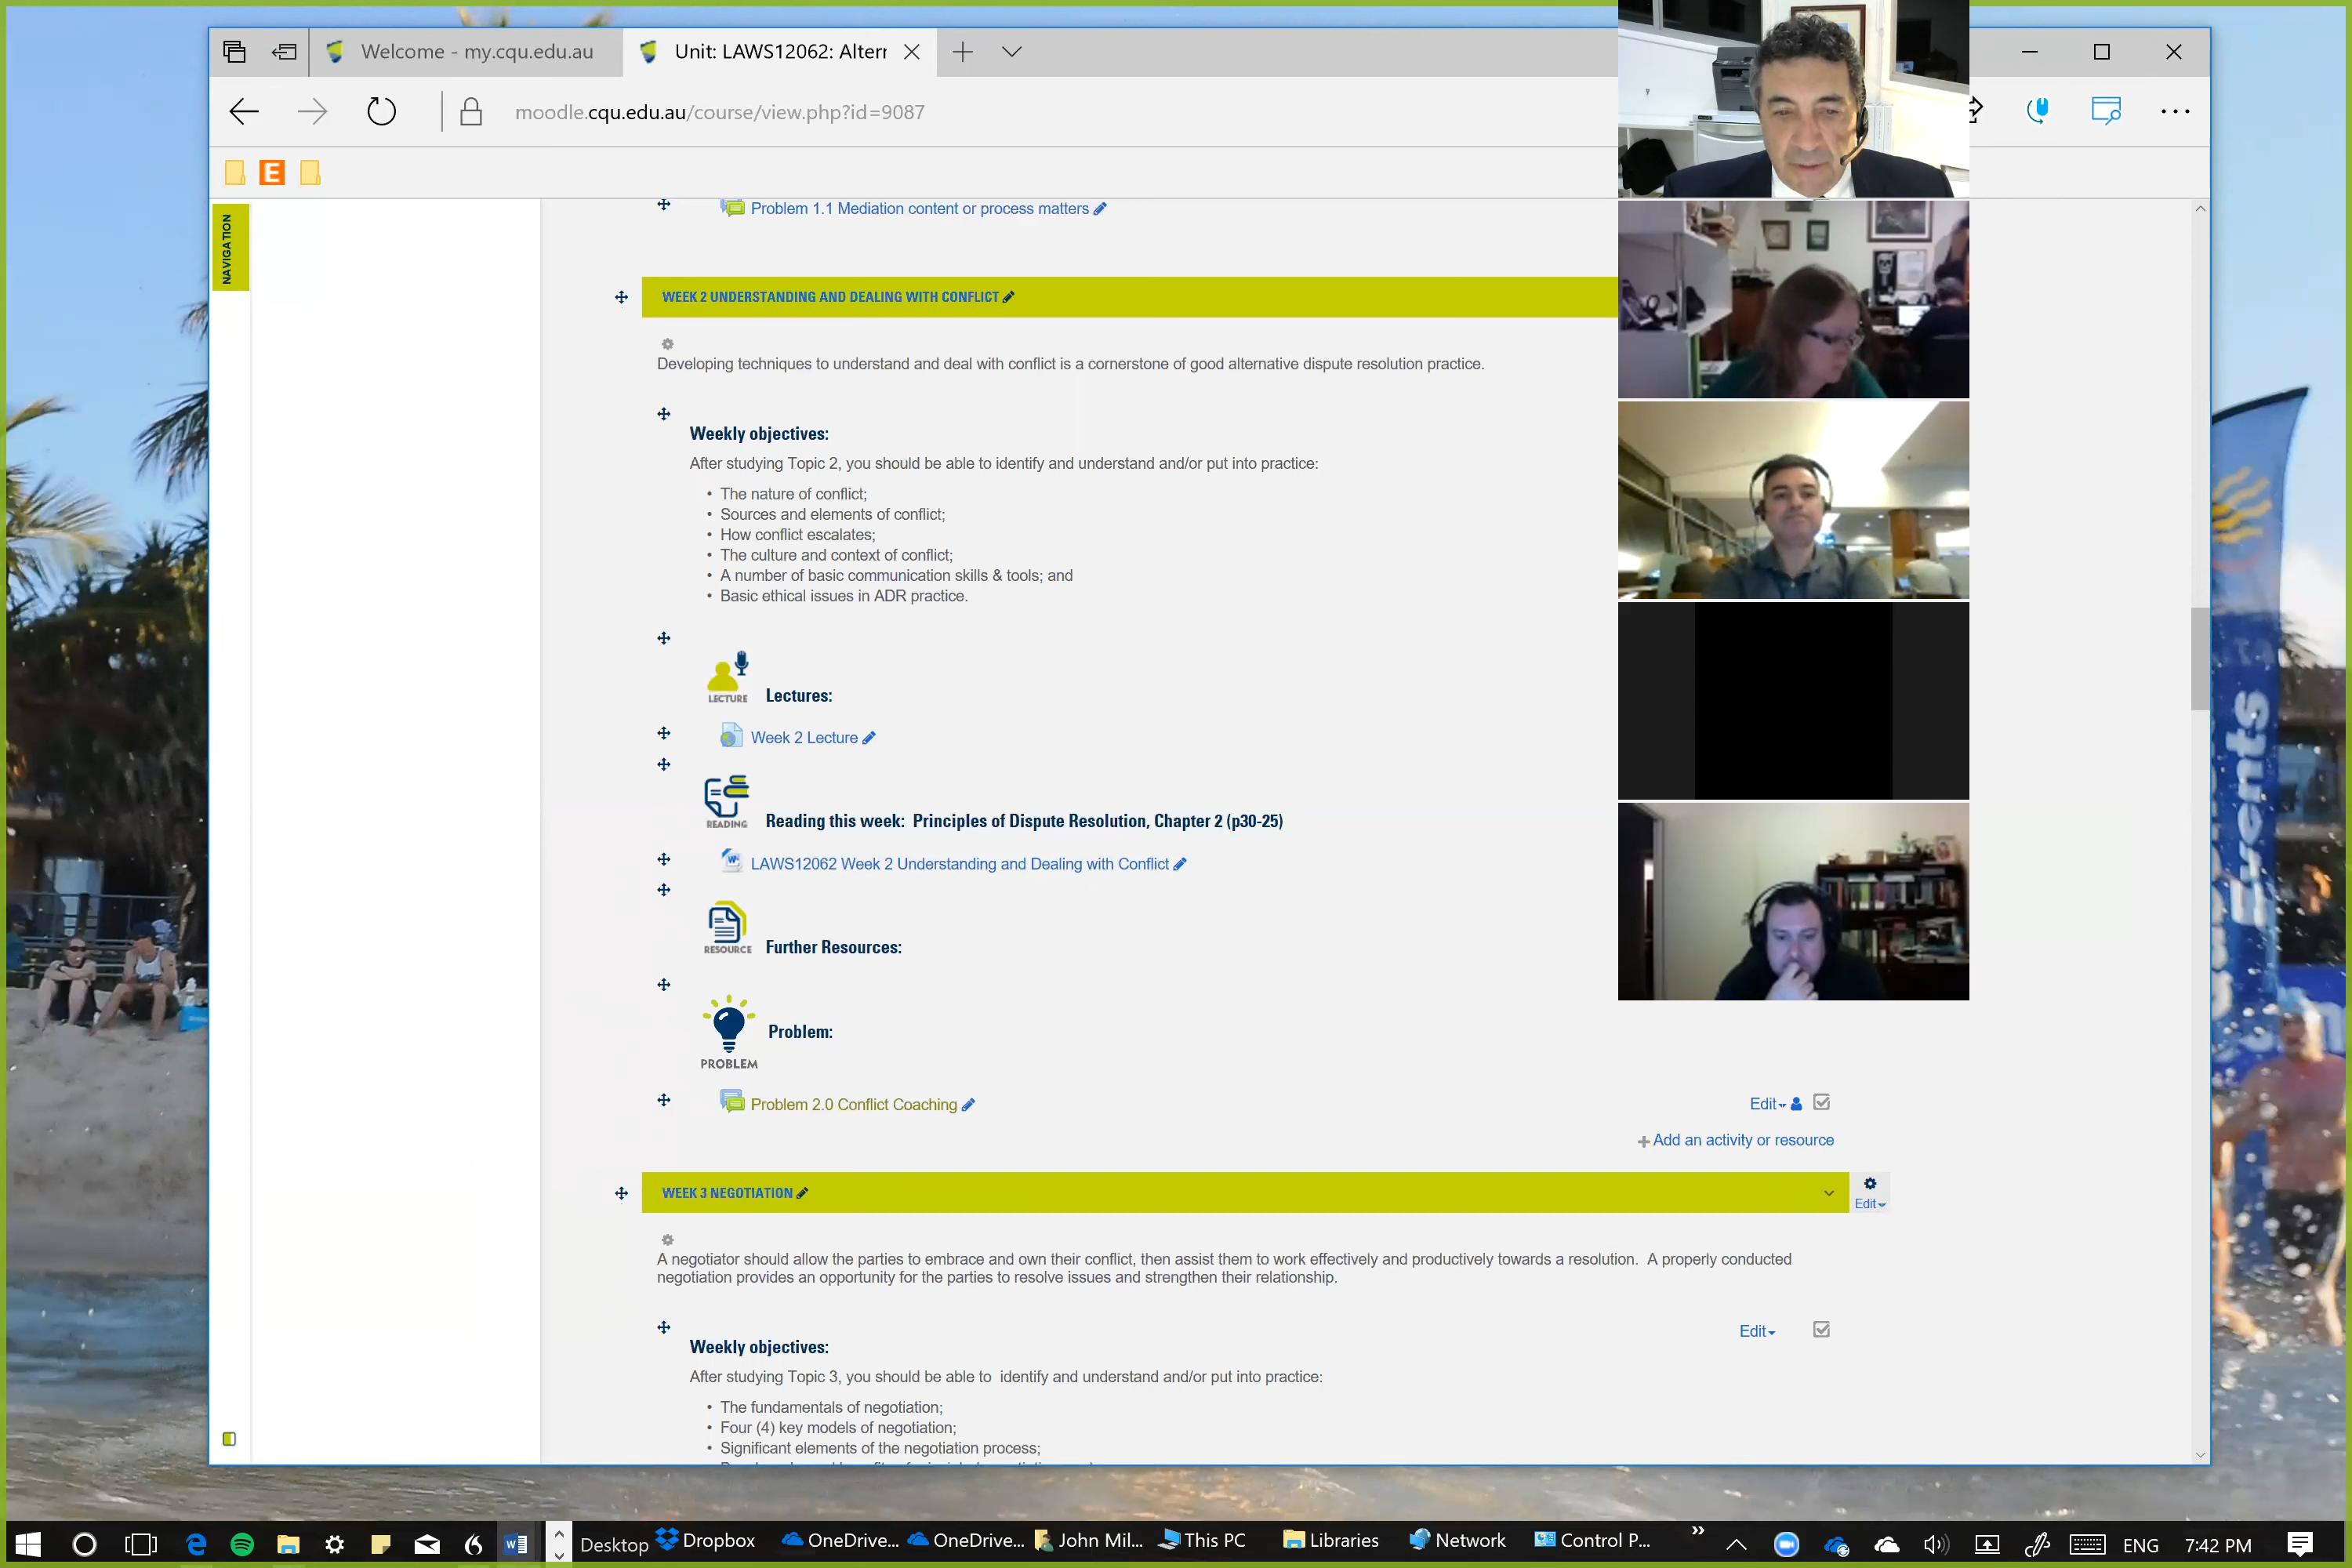 Welcome - my.cqu.edu.au
Unit: LAWS12062: Alterr
moodle.cqu.edu.au/course/view.php?id=9087
E
NAVIGATION
Problem 1.1 Mediation content or process matters
WEEK 2 UNDERSTANDING AND DEALING WITH CONFLICT
Developing techniques to understand and deal with conflict is a cornerstone of good alternative dispute resolution practice.
Weekly objectives:
After studying Topic 2, you should be able to identify and understand and/or put into practice:
• The nature of conflict;
• Sources and elements of conflict;
• How conflict escalates;
• The culture and context of conflict;
• A number of basic communication skills & tools; and
• Basic ethical issues in ADR practice.
LECTURE
Lectures:
Week 2 Lecture
READING
Reading this week: Principles of Dispute Resolution, Chapter 2 (p30-25)
LAWS12062 Week 2 Understanding and Dealing with Conflict
RESOURCE
Further Resources:
Problem:
PROBLEM
Problem 2.0 Conflict Coaching
Edit
Add an activity or resource
WEEK 3 NEGOTIATION
Edit
A negotiator should allow the parties to embrace and own their conflict, then assist them to work effectively and productively towards a resolution. A properly conducted
negotiation provides an opportunity for the parties to resolve issues and strengthen their relationship.
Edit
Weekly objectives:
After studying Topic 3, you should be able to identify and understand and/or put into practice:
• The fundamentals of negotiation;
• Four (4) key models of negotiation;
• Significant elements of the negotiation process;
Desktop
Dropbox
OneDrive...
OneDrive...
John Mil...
This PC
Libraries
Network
Control P...
ENG
7:42 PM